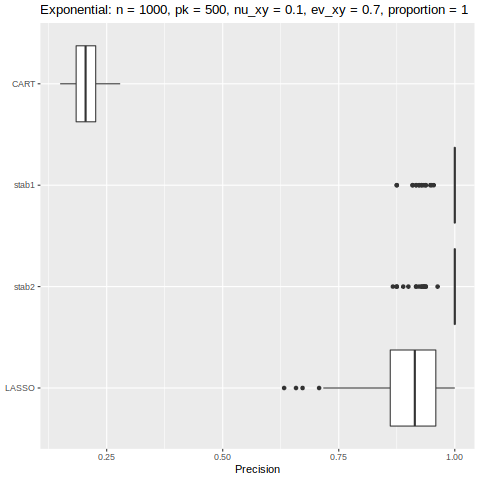 Exponential: n = 1000, pk = 500, nu_xy = 0.1, ev_xy = 0.7, proportion = 1
CART
stab1
stab2
LASSO
0.25
0.50
0.75
1.00
Precision